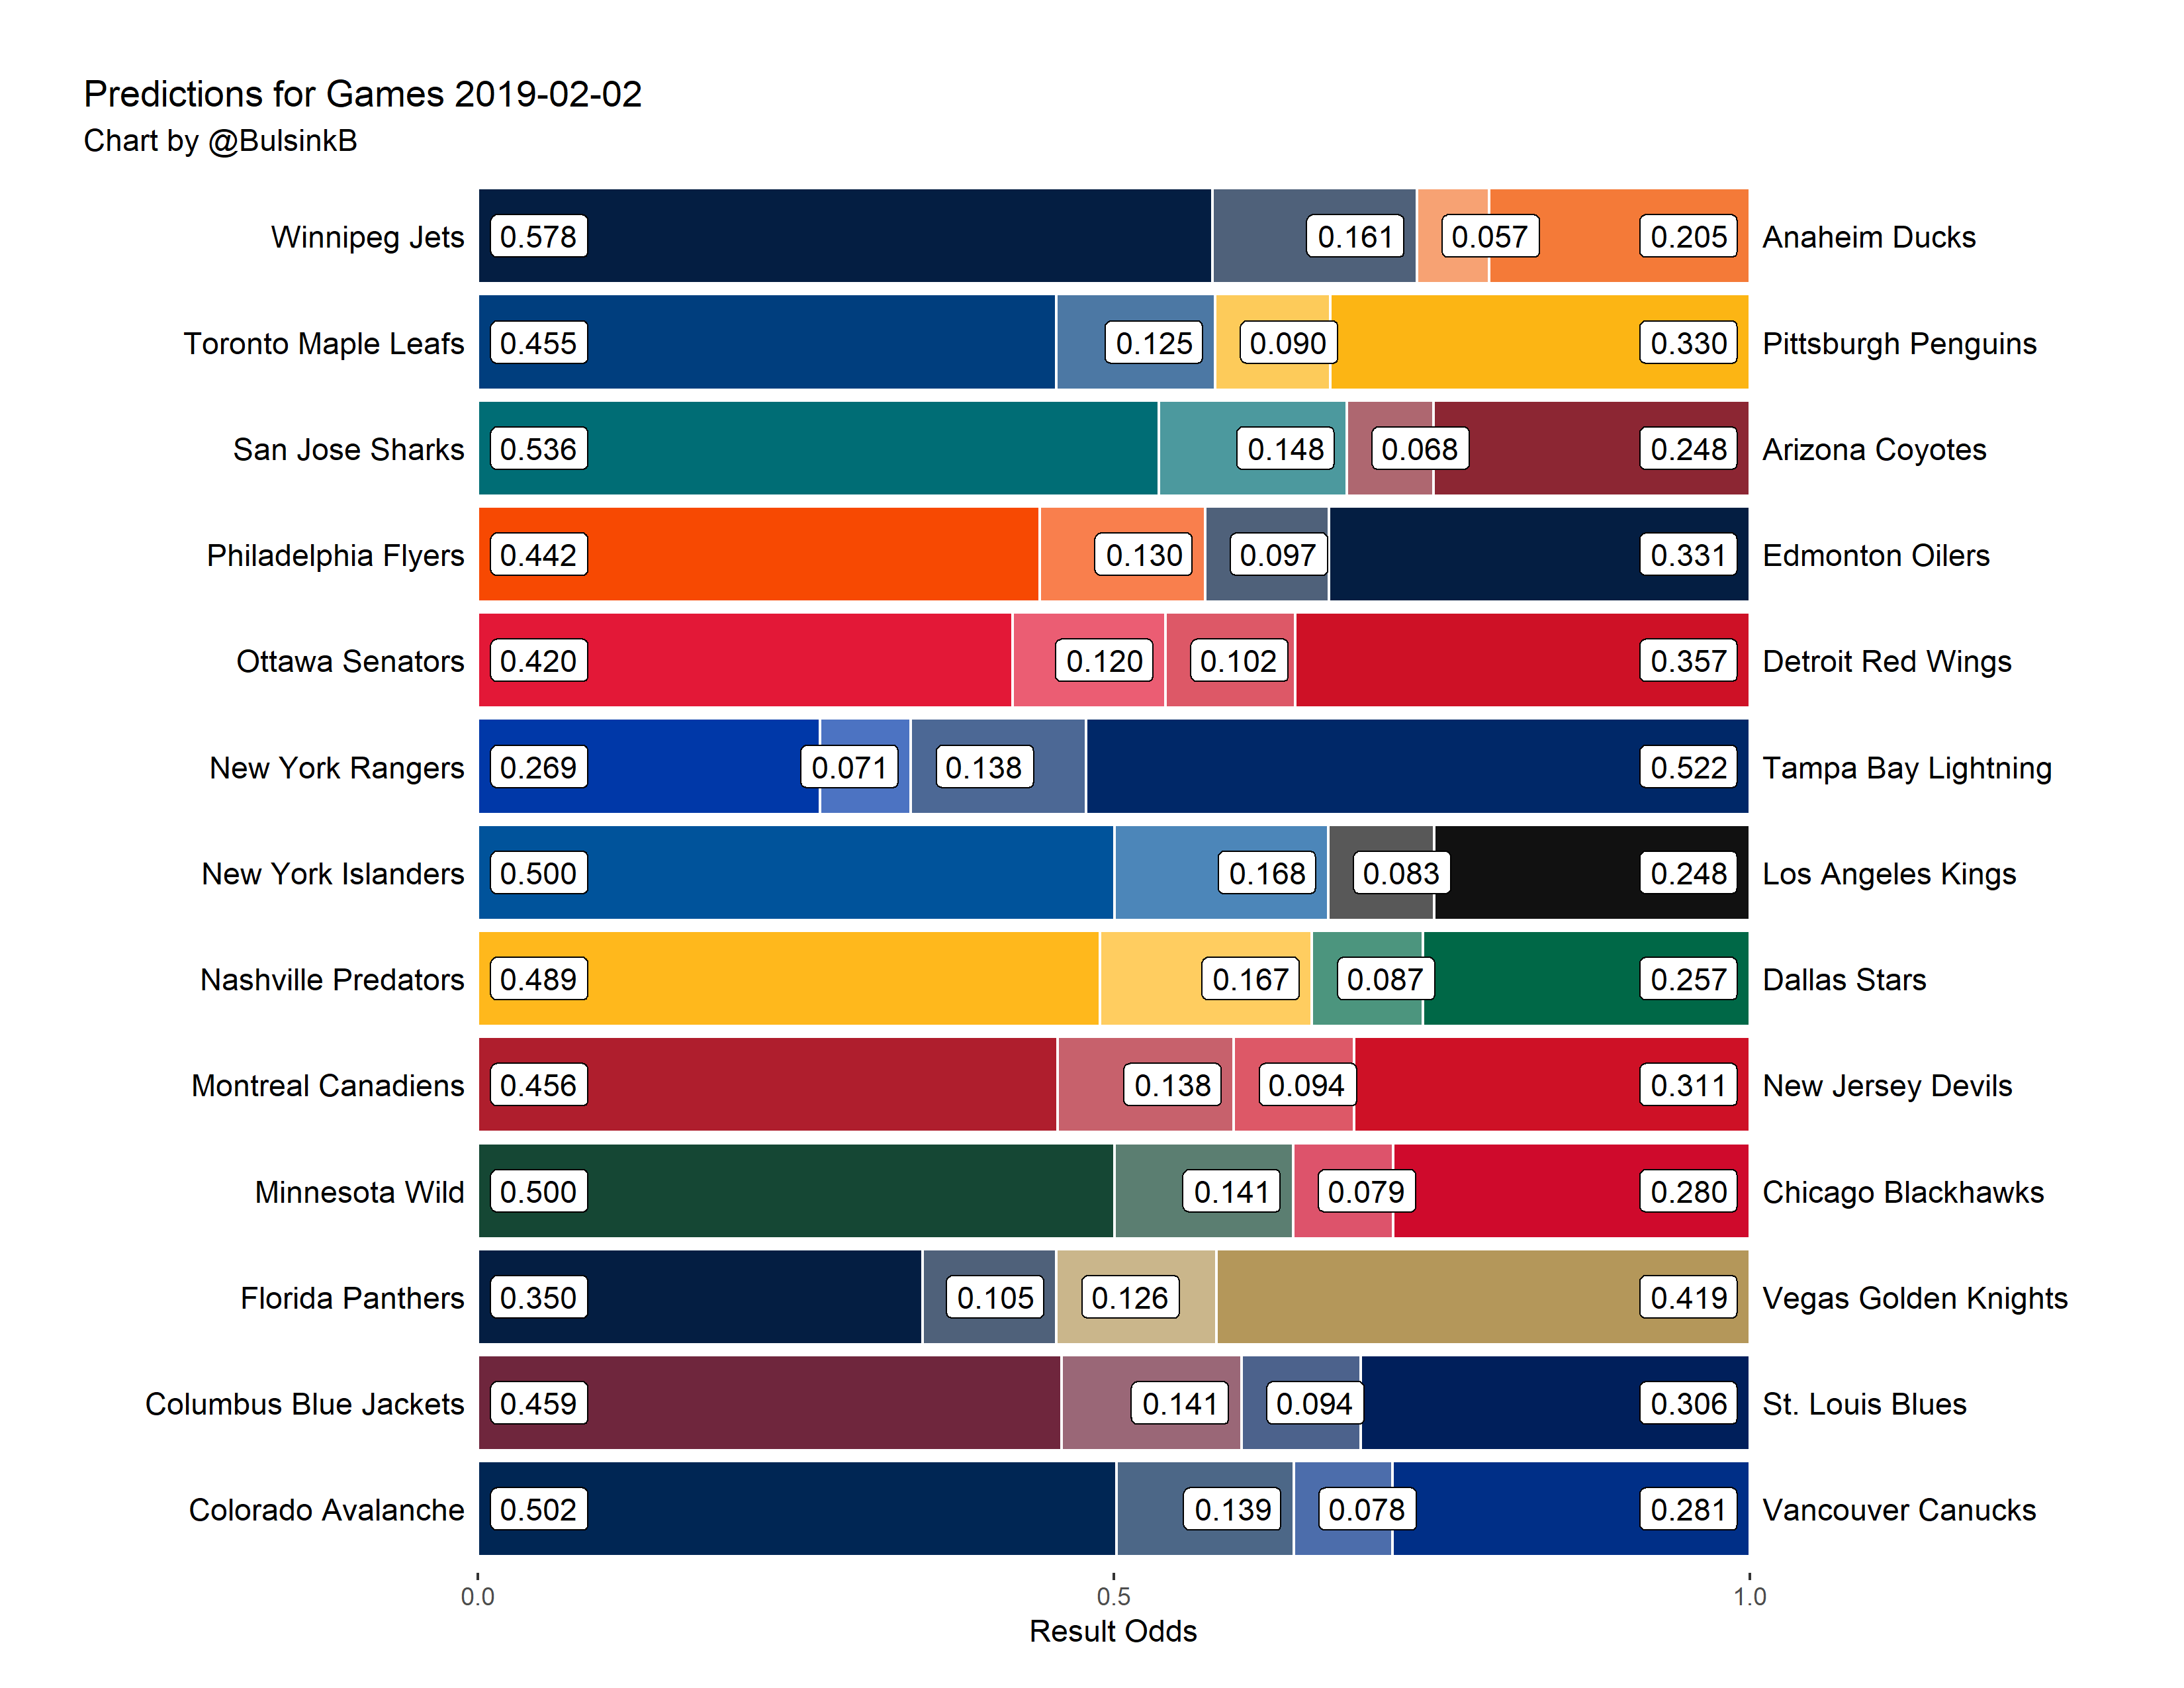 Predictions for Games 2019-02-02
Chart by @BulsinkB
Winnipeg Jets 0.578 0.161 0.057 0.205 Anaheim Ducks
Toronto Maple Leafs 0.455 0.125 0.090 0.330 Pittsburgh Penguins
San Jose Sharks 0.536 0.148 0.068 0.248 Arizona Coyotes
Philadelphia Flyers 0.442 0.130 0.097 0.331 Edmonton Oilers
Ottawa Senators 0.420 0.120 0.102 0.357 Detroit Red Wings
New York Rangers 0.269 0.071 0.138 0.522 Tampa Bay Lightning
New York Islanders 0.500 0.168 0.083 0.248 Los Angeles Kings
Nashville Predators 0.489 0.167 0.087 0.257 Dallas Stars
Montreal Canadiens 0.456 0.138 0.094 0.311 New Jersey Devils
Minnesota Wild 0.500 0.141 0.079 0.280 Chicago Blackhawks
Florida Panthers 0.350 0.105 0.126 0.419 Vegas Golden Knights
Columbus Blue Jackets 0.459 0.141 0.094 0.306 St. Louis Blues
Colorado Avalanche 0.502 0.139 0.078 0.281 Vancouver Canucks
0.0 0.5 1.0
Result Odds